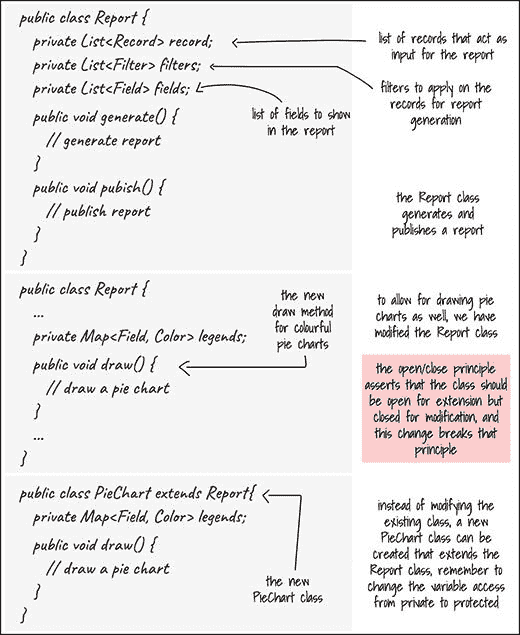 public class Report {
private List<Record> record;
list of records that act as
input for the report
private List<Filter> filters;
private List<Field> fields;
filters to apply on the
records for report
generation
list of fields to show
in the report
public void generate() {
// generate report
}
public void pubish() {
// publish report
}
}
the Report class
generates and
publishes a report
public class Report {
...
private Map<Field, Color> legends;
public void draw() {
// draw a pie chart
}
...
}
the new
draw method
for colourful
pie charts
to allow for drawing pie
charts as well, we have
modified the Report class
the open/close principle
asserts that the class should
be open for extension but
closed for modification, and
this change breaks that
principle
public class PieChart extends Report{
private Map<Field, Color> legends;
public void draw() {
// draw a pie chart
}
}
the new
PieChart class
instead of modifying the
existing class, a new
PieChart class can be
created that extends the
Report class, remember to
change the variable access
from private to protected